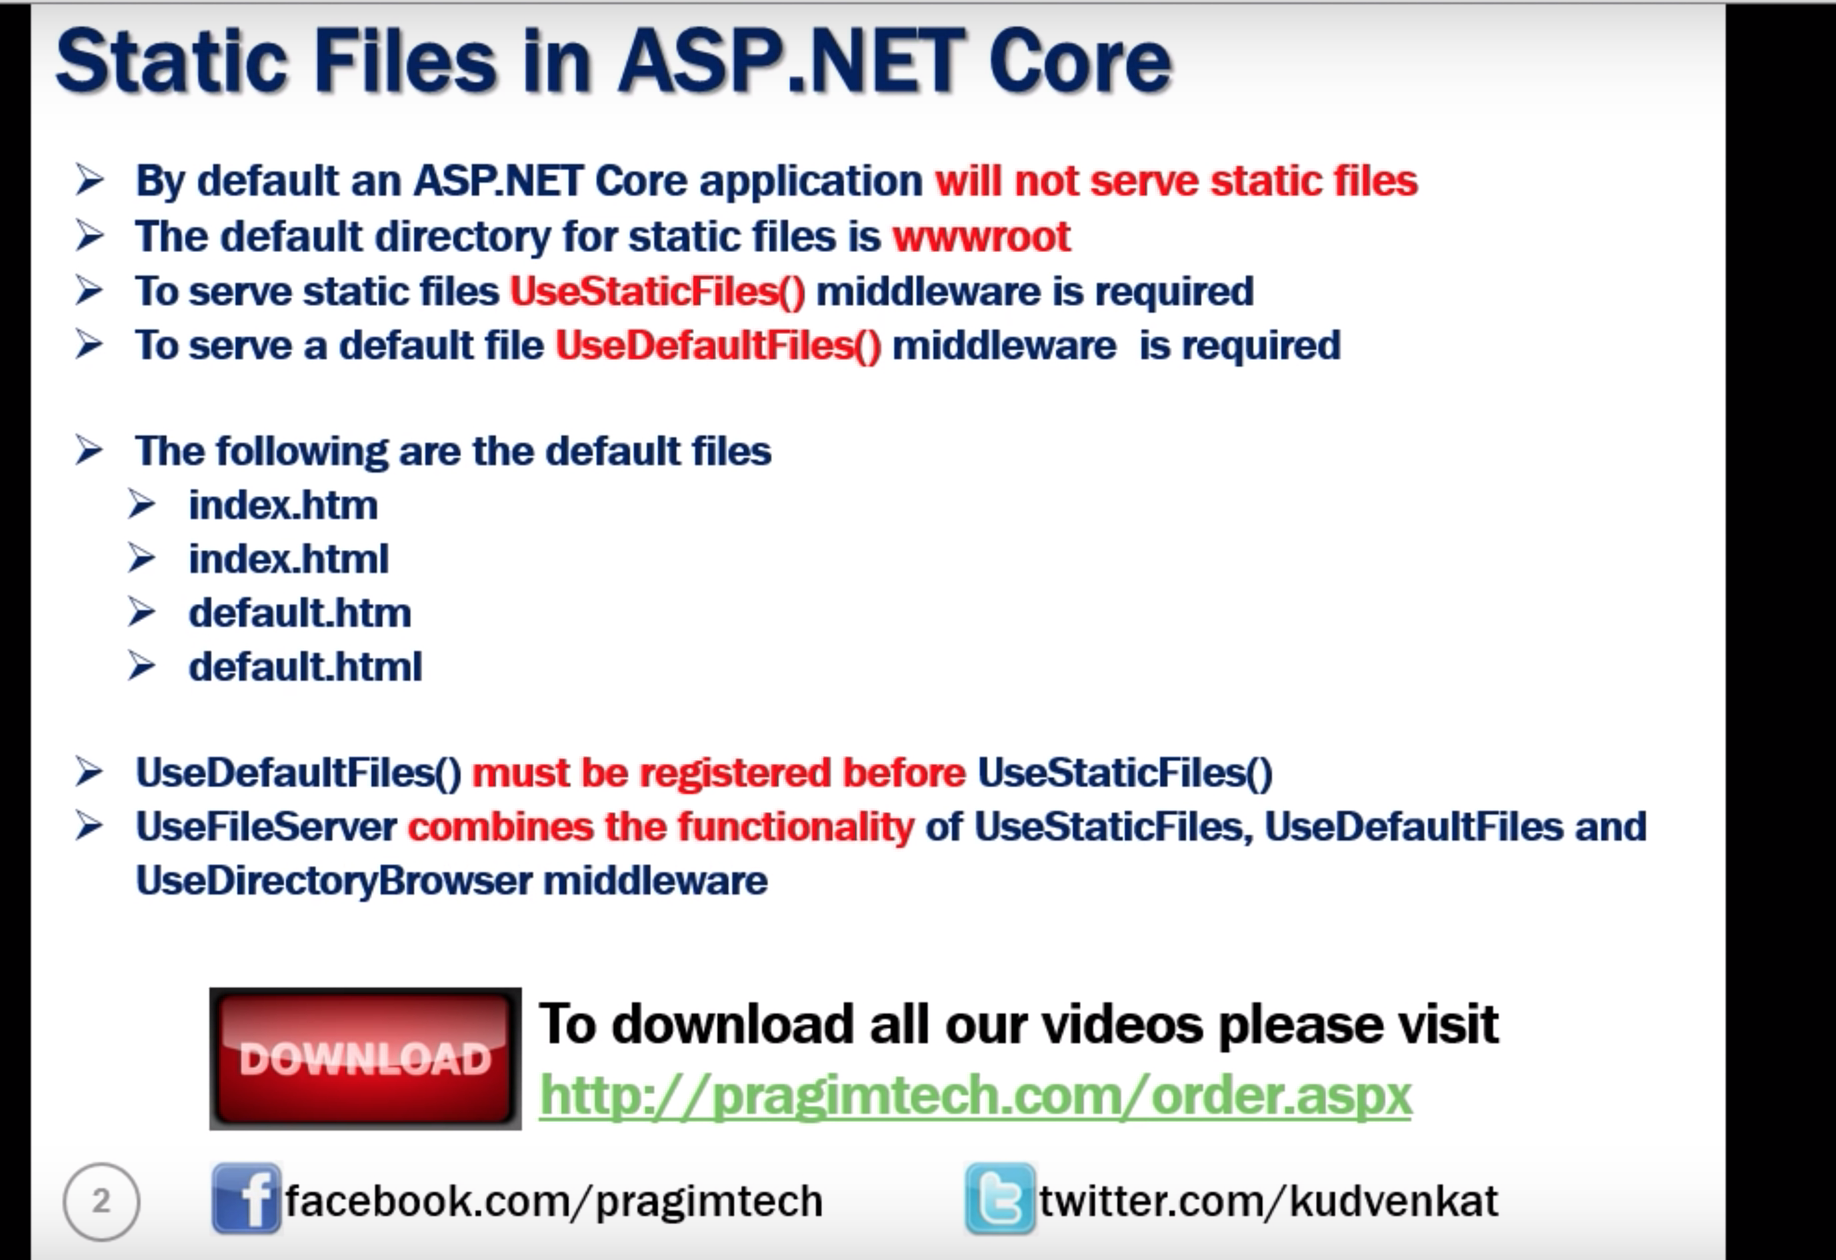 Static Files in ASP.NET Core
By default an ASP.NET Core application will not serve static files
The default directory for static files is wwwroot
To serve static files UseStaticFiles() middleware is required
To serve a default file UseDefaultFiles() middleware  is required
The following are the default files
index.htm
index.html
default.htm
default.html
UseDefaultFiles() must be registered before UseStaticFiles()
UseFileServer combines the functionality of UseStaticFiles, UseDefaultFiles and
UseDirectoryBrowser middleware
DOWNLOAD
To download all our videos please visit
http://pragimtech.com/order.aspx
2
facebook.com/pragimtech
twitter.com/kudvenkat